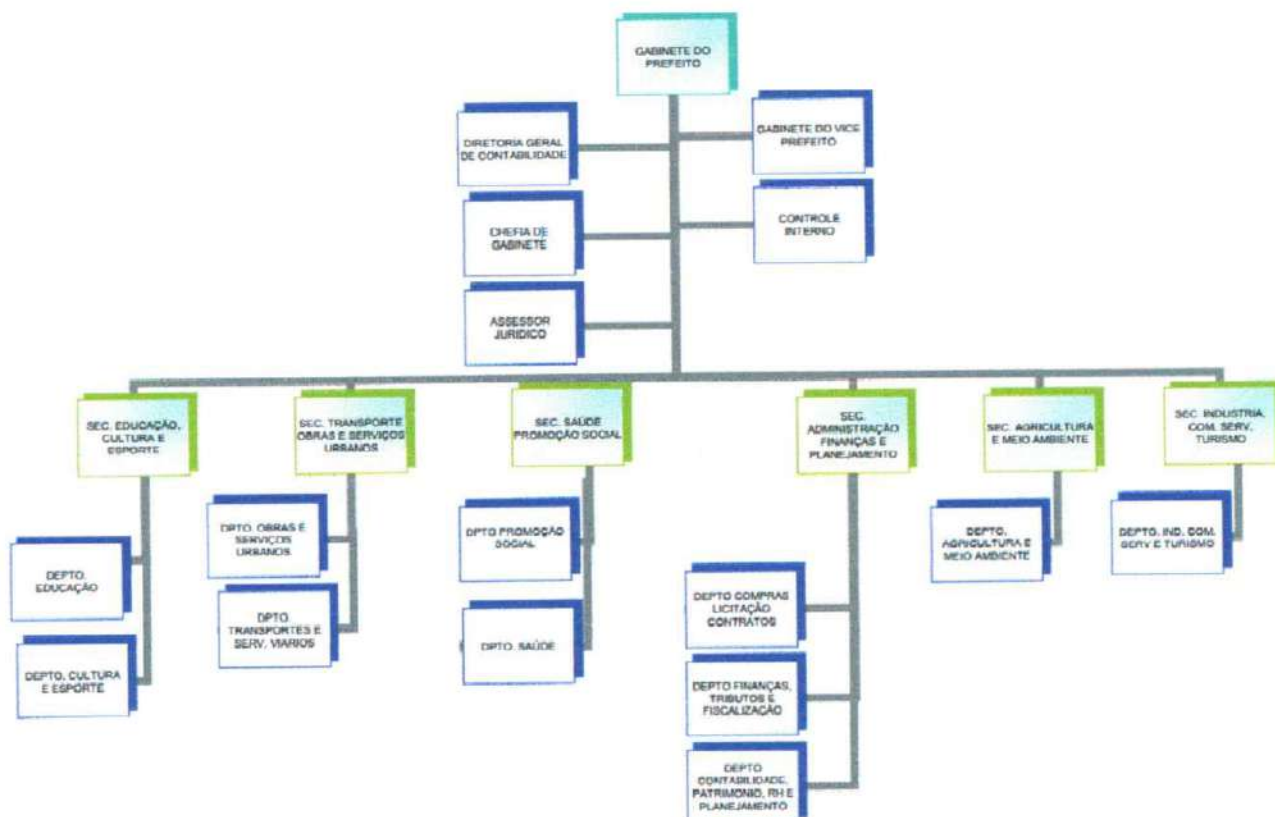 GABINETE DO
PREFEITO
DIRETORIA GERAL
DE CONTABILIDADE
GABINETE DO VICE
PREFEITO
CHEFIA DE
GABINETE
CONTROLE
INTERNO
ASSESSOR
JURIDICO
SEC. EDUCAÇÃO,
CULTURA E
ESPORTE
SEC. TRANSPORTE
OBRAS E SERVIÇOS
URBANOS
SEC. SAÚDE
PROMOÇÃO SOCIAL
SEC.
ADMINISTRAÇÃO
FINANÇAS E
PLANEJAMENTO
SEC. AGRICULTURA
E MEIO AMBIENTE
SEC. INDUSTRIA,
COM. SERV,
TURISMO
DEPTO.
EDUCAÇÃO
DEPTO. CULTURA
E ESPORTE
DPTO. OBRAS E
SERVIÇOS
URBANOS
DPTO.
TRANSPORTES E
SERV. VIARIOS
DPTO PROMOÇÃO
SOCIAL
DPTO. SAÚDE
DEPTO COMPRAS
LICITAÇÃO
CONTRATOS
DEPTO FINANÇAS,
TRIBUTOS E
FISCALIZAÇÃO
DEPTO
CONTABILIDADE,
PATRIMONIO, RH E
PLANEJAMENTO
DEPTO.
AGRICULTURA E
MEIO AMBIENTE
DEPTO. IND. COM.
SERV E TURISMO